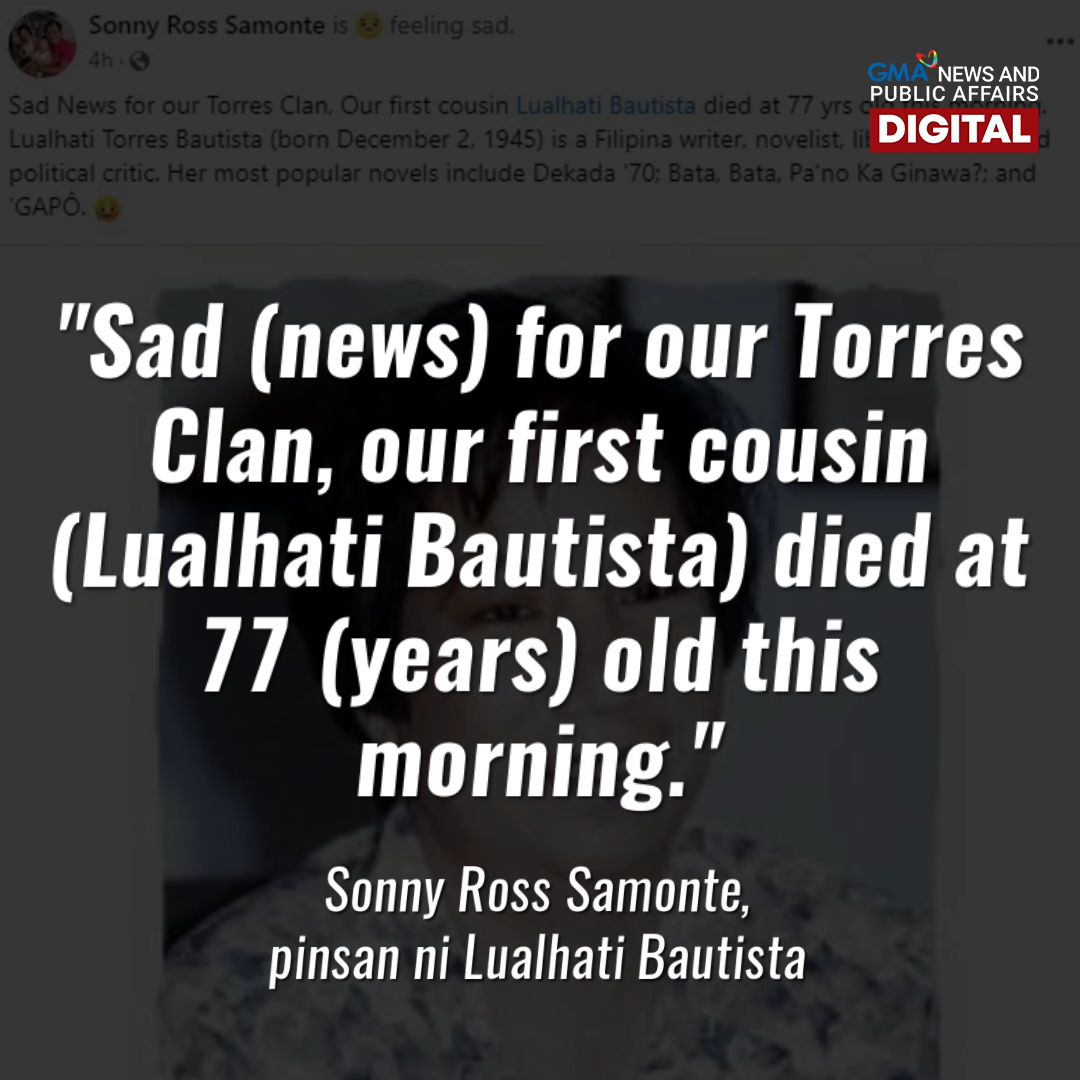 Sonny Ross Samonte is 😟 feeling sad.
4h ·
GMA NEWS AND
PUBLIC AFFAIRS
DIGITAL
Sad News for our Torres Clan, Our first cousin Lualhati Bautista died at 77 yrs old this morning.
Lualhati Torres Bautista (born December 2, 1945) is a Filipina writer, novelist,
political critic. Her most popular novels include Dekada '70; Bata, Bata, Pa'no Ka Ginawa?; and
'GAPÔ. 😥
"Sad (news) for our Torres
Clan, our first cousin
(Lualhati Bautista) died at
77 (years) old this
morning."
Sonny Ross Samonte,
pinsan ni Lualhati Bautista